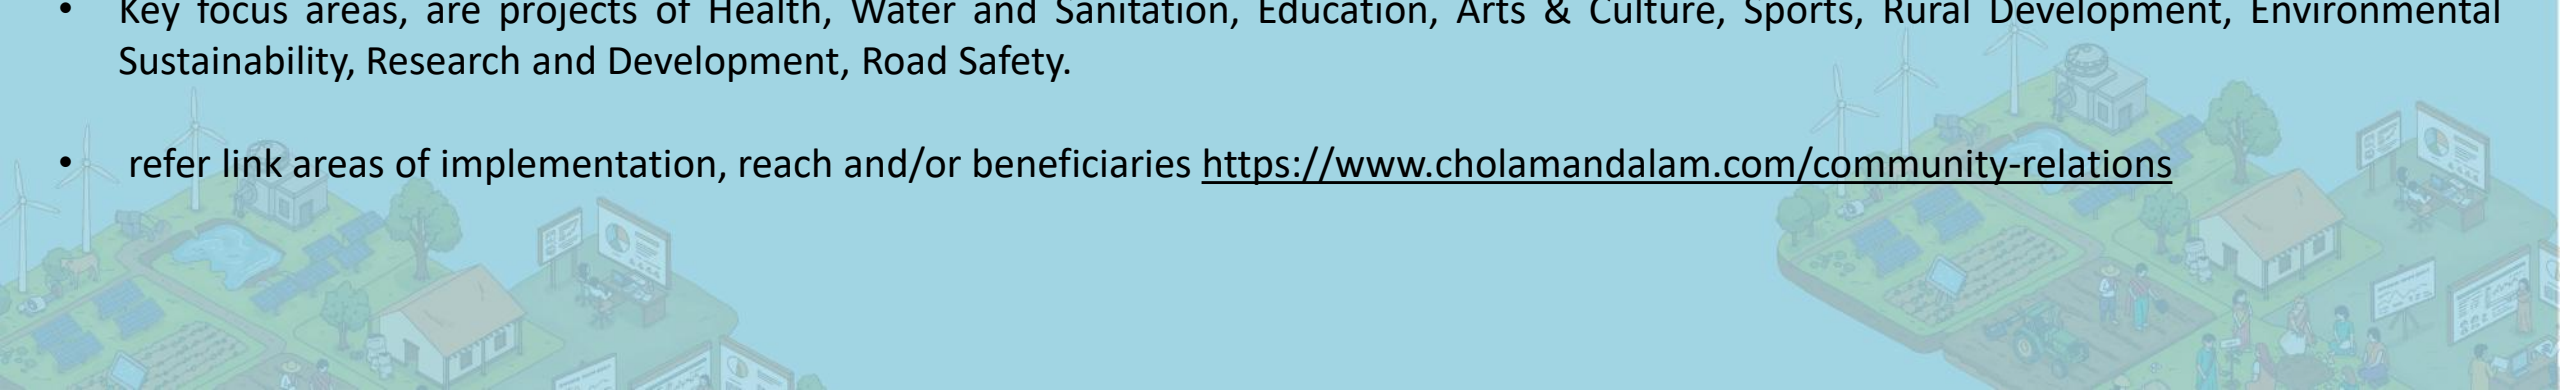 • Key focus areas, are projects of Health, Water and Sanitation, Education, Arts & Culture, Sports, Rural Development, Environmental
Sustainability, Research and Development, Road Safety.
• refer link areas of implementation, reach and/or beneficiaries https://www.cholamandalam.com/community-relations